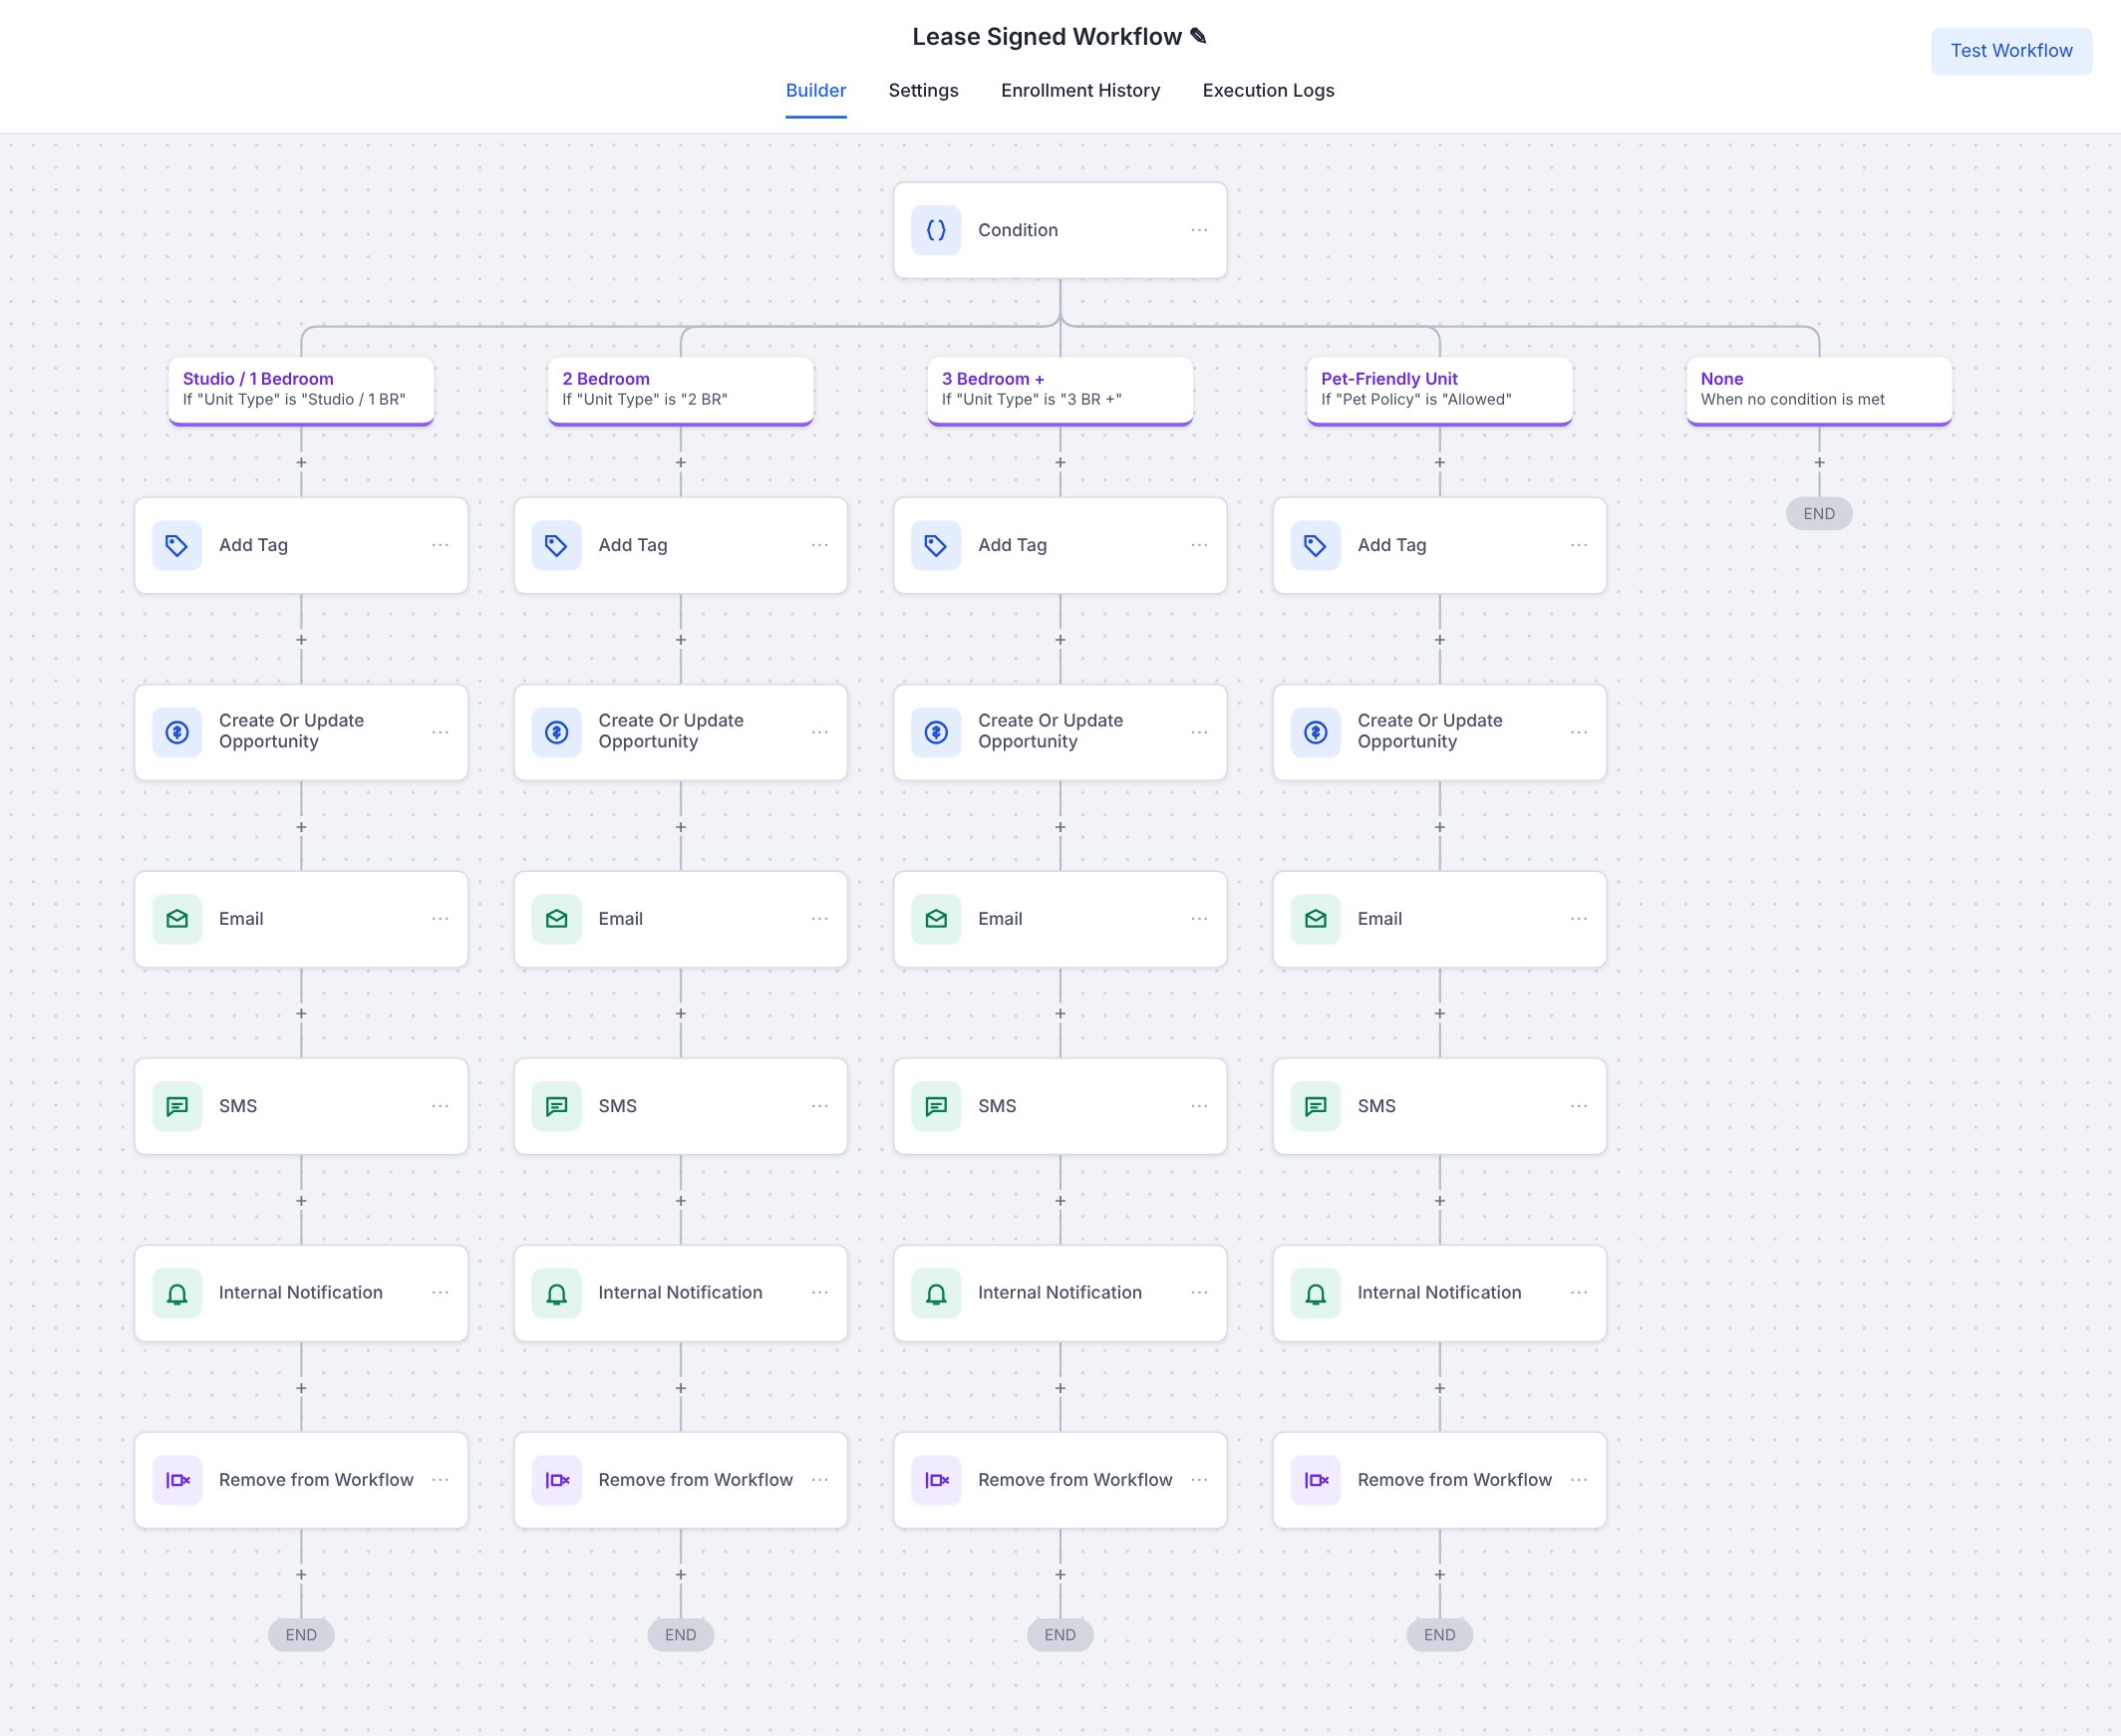 Lease Signed Workflow ✎
Test Workflow
Builder Settings Enrollment History Execution Logs
Condition ...
Studio / 1 Bedroom
If "Unit Type" is "Studio / 1 BR"
2 Bedroom
If "Unit Type" is "2 BR"
3 Bedroom +
If "Unit Type" is "3 BR +"
Pet-Friendly Unit
If "Pet Policy" is "Allowed"
None
When no condition is met
+ + + + +
Add Tag ... Add Tag ... Add Tag ... Add Tag ... END
+ + + +
Create Or Update
Opportunity ...
Create Or Update
Opportunity ...
Create Or Update
Opportunity ...
Create Or Update
Opportunity ...
+ + + +
Email ... Email ... Email ... Email ...
+ + + +
SMS ... SMS ... SMS ... SMS ...
+ + + +
Internal Notification ... Internal Notification ... Internal Notification ... Internal Notification ...
+ + + +
Remove from Workflow ... Remove from Workflow ... Remove from Workflow ... Remove from Workflow ...
+ + + +
END END END END